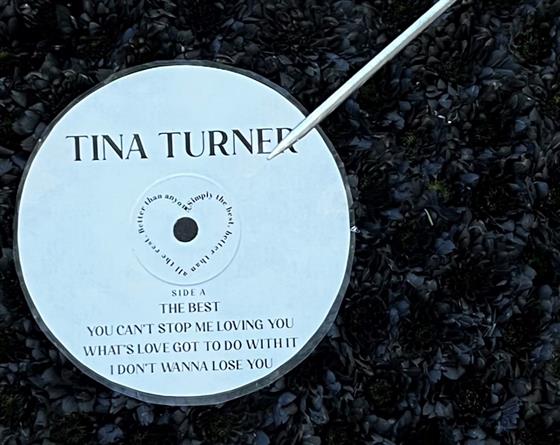 TINA TURNER
Simply the best, better than all the rest. Better than anyone
SIDE A
THE BEST
YOU CAN'T STOP ME LOVING YOU
WHAT'S LOVE GOT TO DO WITH IT
I DON'T WANNA LOSE YOU